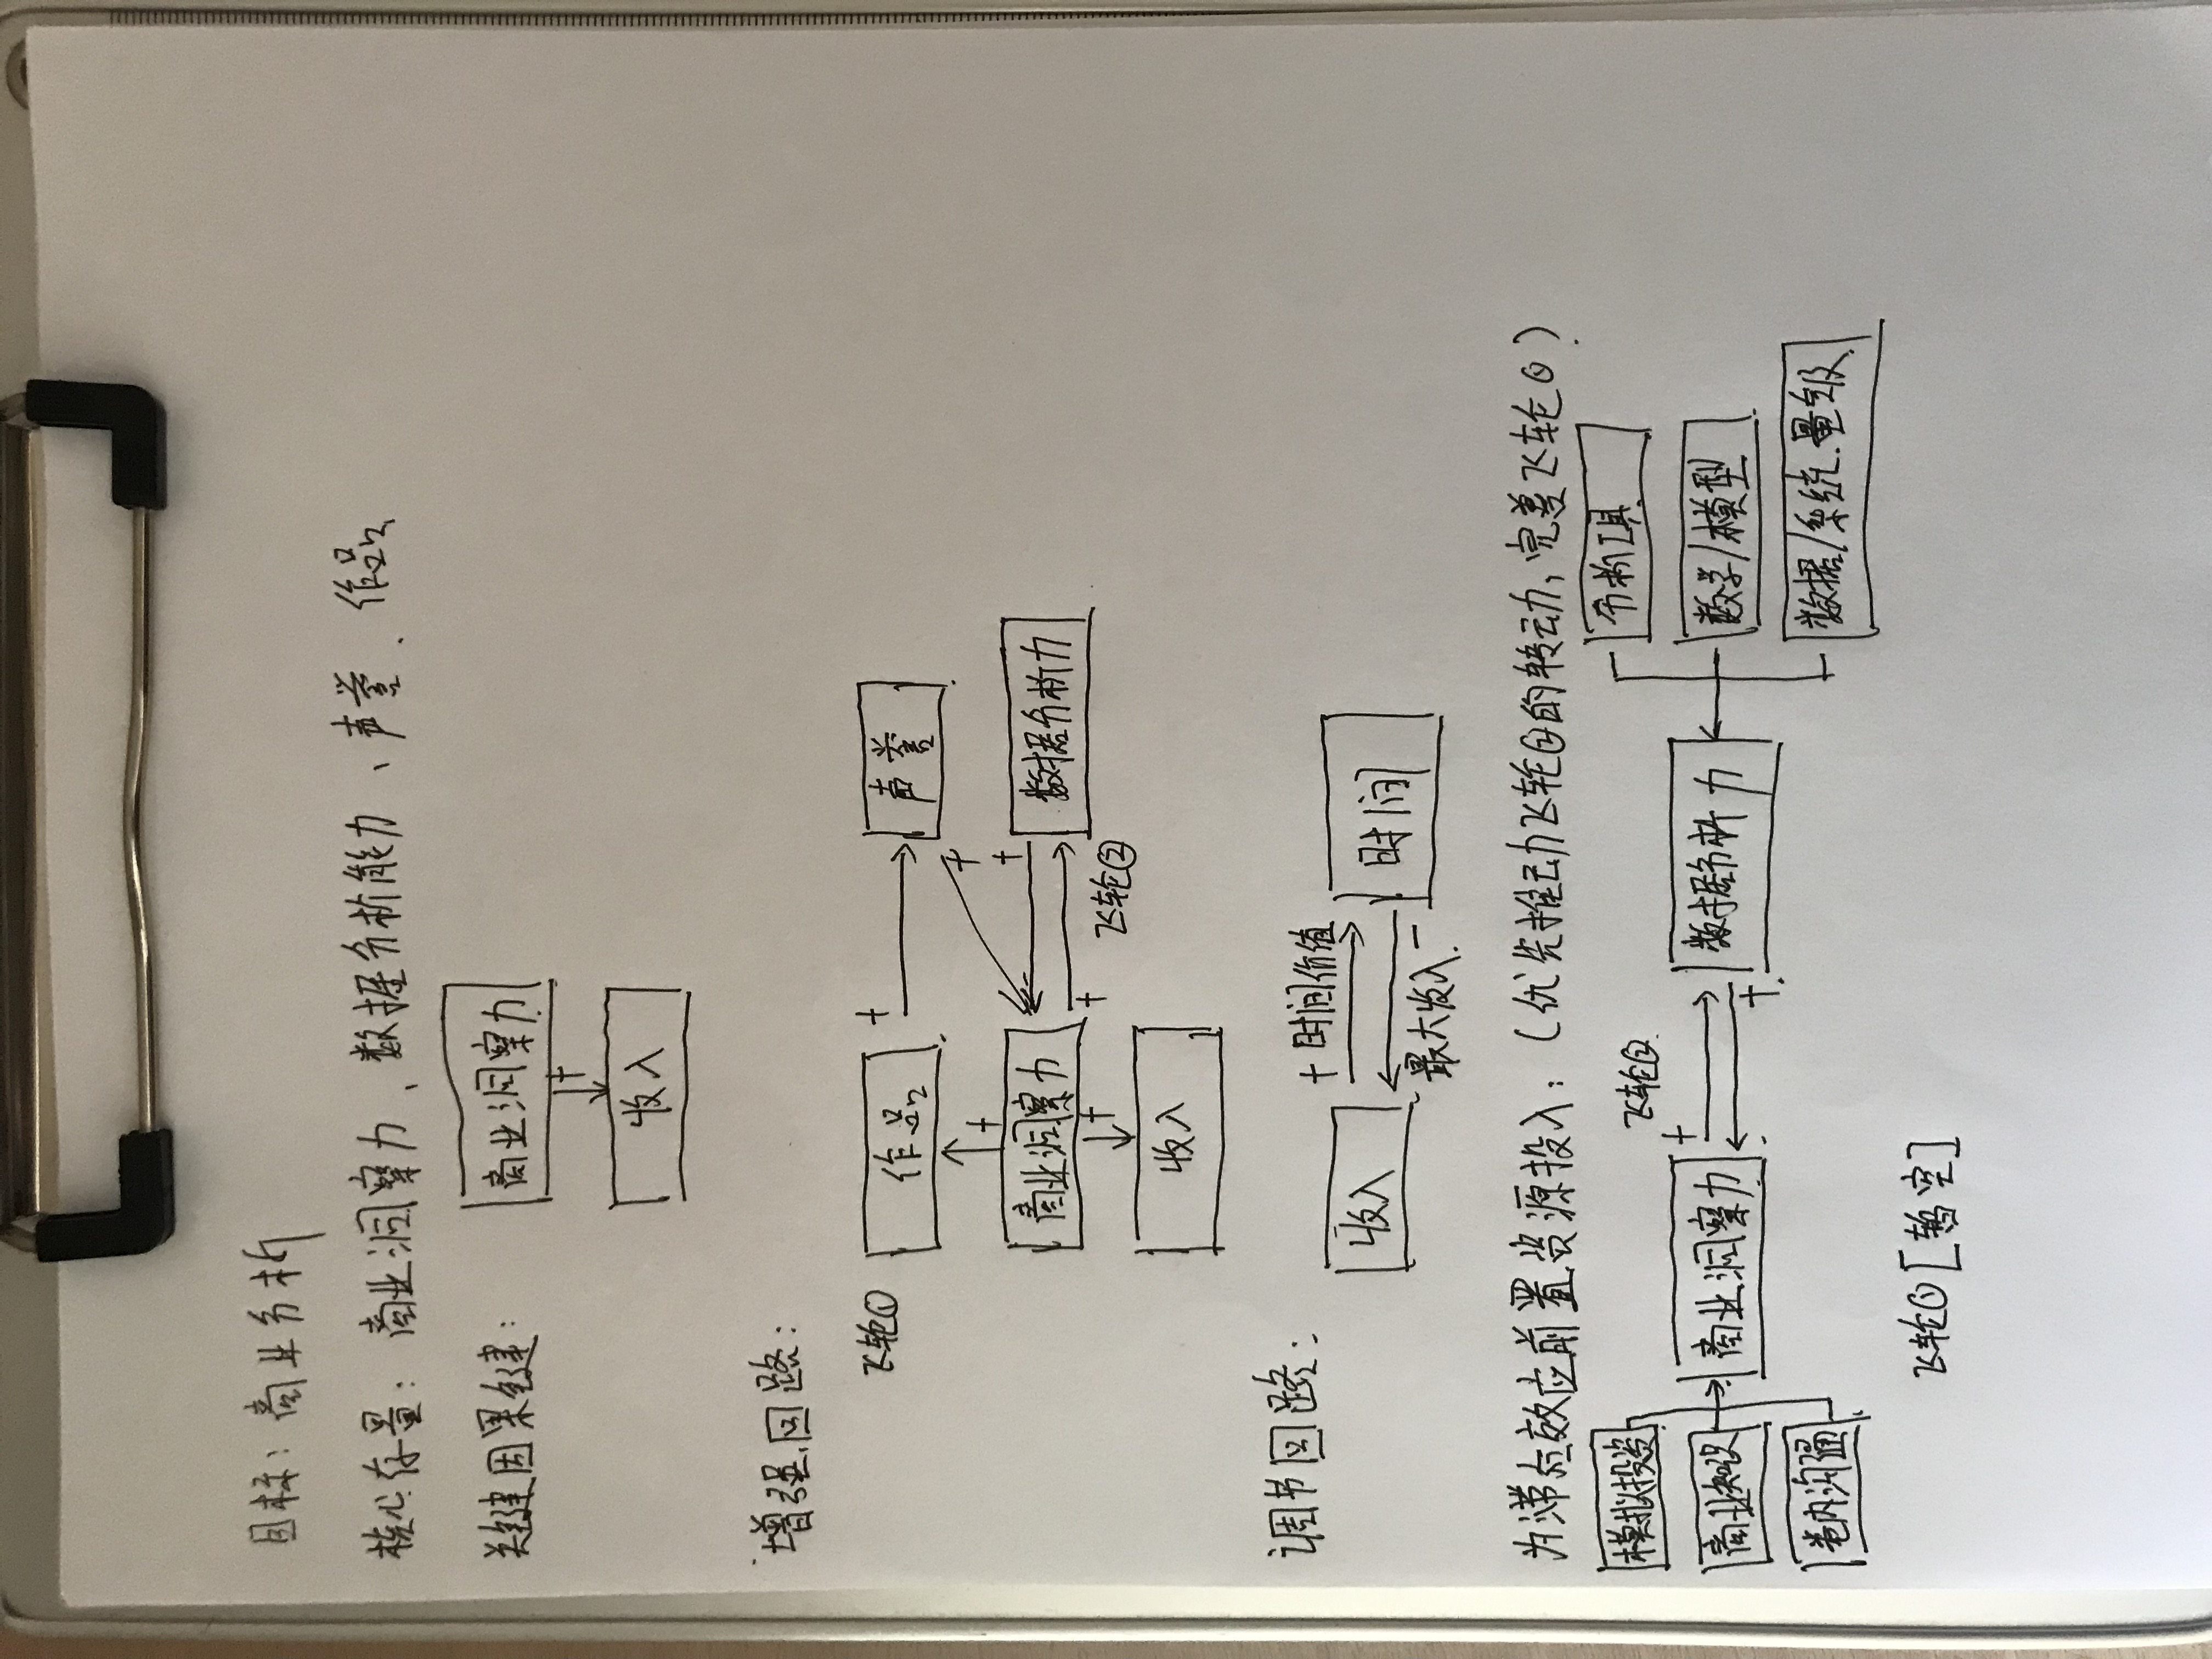 目标：商业分析
核心存量：商业洞察力、数据分析能力、声誉、作品
关键因果键：
商业洞察力
+
收入
增强回路：
飞轮① 作品 + 声誉
+ +
+
商业洞察力 数据分析力
+ +
飞轮②
收入
调节回路：
+ 时间价值
收入 时间
最大收入 -
为滞后效应前置资源投入：（优先推动飞轮②的转动，完善飞轮①）
模拟投资 分析工具
飞轮②
+
商业知识 商业洞察力 数据分析力 数学/模型
+
内沟通 数据/系统量级
飞轮①[暂空]